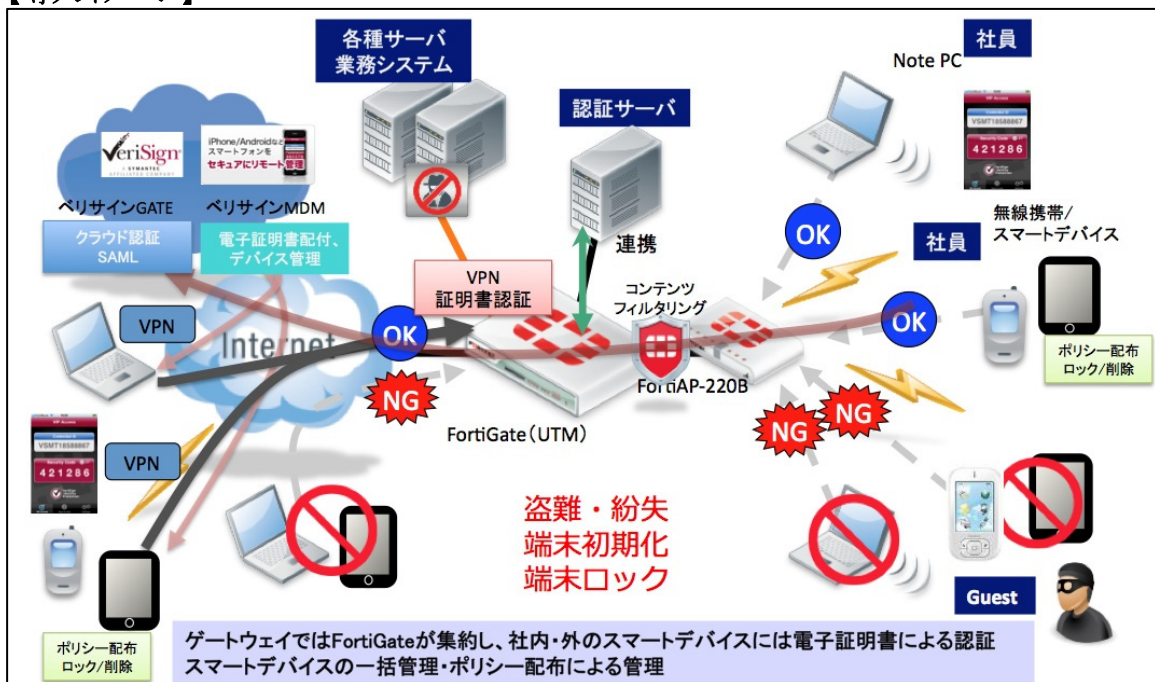 各種サーバ
業務システム
認証サーバ
社員
Note PC
VIP Access
VSMT18588867
421286
VeriSign
iPhone/Androidなど
スマートフォンを
セキュアにリモート管理
ベリサインGATE
ベリサインMDM
クラウド認証
SAML
電子証明書配付、
デバイス管理
連携
OK
社員
無線携帯/
スマートデバイス
VPN
証明書認証
コンテンツ
フィルタリング
VPN
Internet
OK
OK
NG
FortiAP-220B
ポリシー配布
ロック/削除
FortiGate(UTM)
NG
NG
VIP Access
VSMT18588867
421286
VPN
盗難・紛失
端末初期化
端末ロック
Guest
ポリシー配布
ロック/削除
ゲートウェイではFortiGateが集約し、社内・外のスマートデバイスには電子証明書による認証
スマートデバイスの一括管理・ポリシー配布による管理